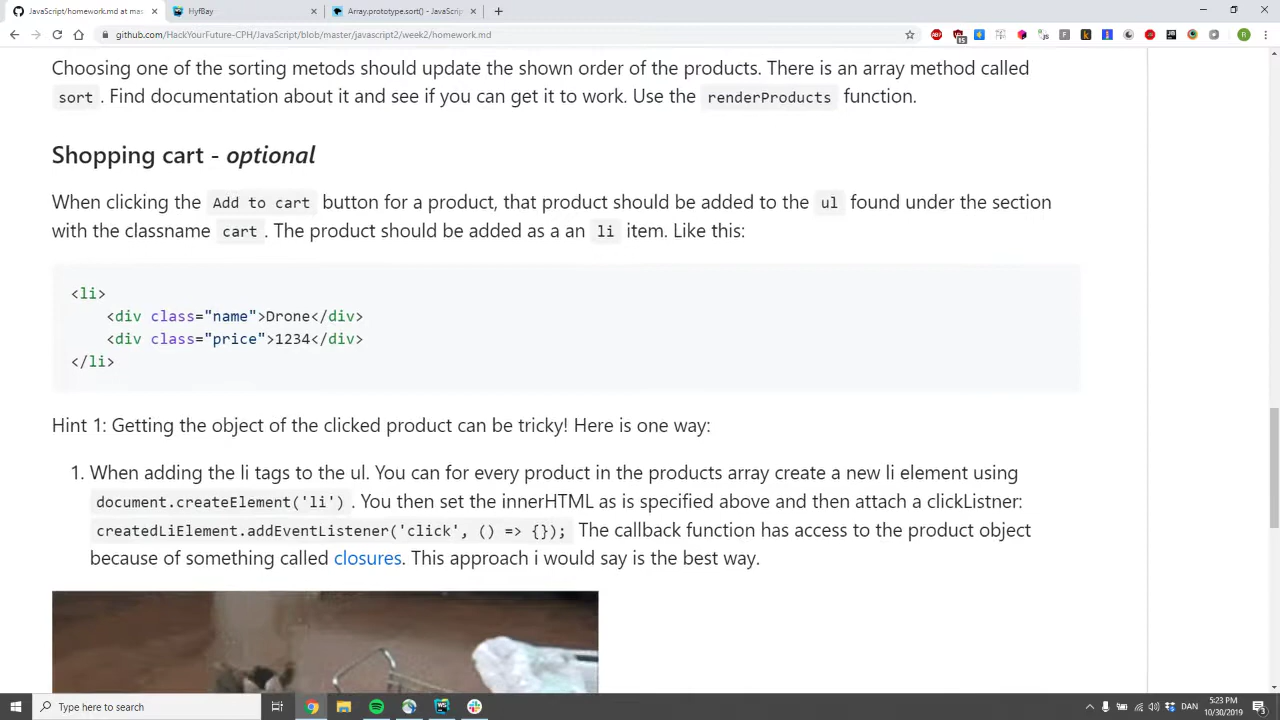 JavaScript/homework.md at mas
HyfBay
Array.prototype.sort() - JavaScri
github.com/HackYourFuture-CPH/JavaScript/blob/master/javascript2/week2/homework.md
Choosing one of the sorting metods should update the shown order of the products. There is an array method called
sort . Find documentation about it and see if you can get it to work. Use the renderProducts function.
Shopping cart - optional
When clicking the Add to cart button for a product, that product should be added to the ul found under the section
with the classname cart . The product should be added as a an li item. Like this:
<li>
<div class="name">Drone</div>
<div class="price">1234</div>
</li>
Hint 1: Getting the object of the clicked product can be tricky! Here is one way:
1. When adding the li tags to the ul. You can for every product in the products array create a new li element using
document.createElement('li') . You then set the innerHTML as is specified above and then attach a clickListner:
createdLiElement.addEventListener('click', () => {}); The callback function has access to the product object
because of something called closures. This approach i would say is the best way.
Type here to search
DAN
5:23 PM
10/30/2019